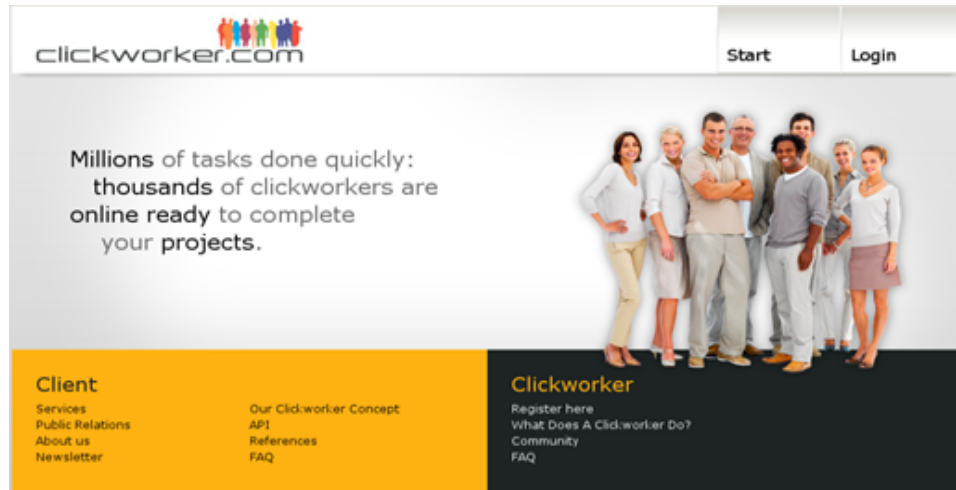 clickworker.com
Start
Login
Millions of tasks done quickly:
thousands of clickworkers are
online ready to complete
your projects.
Client
Services
Public Relations
About us
Newsletter
Our Clickworker Concept
API
References
FAQ
Clickworker
Register here
What Does A Clickworker Do?
Community
FAQ